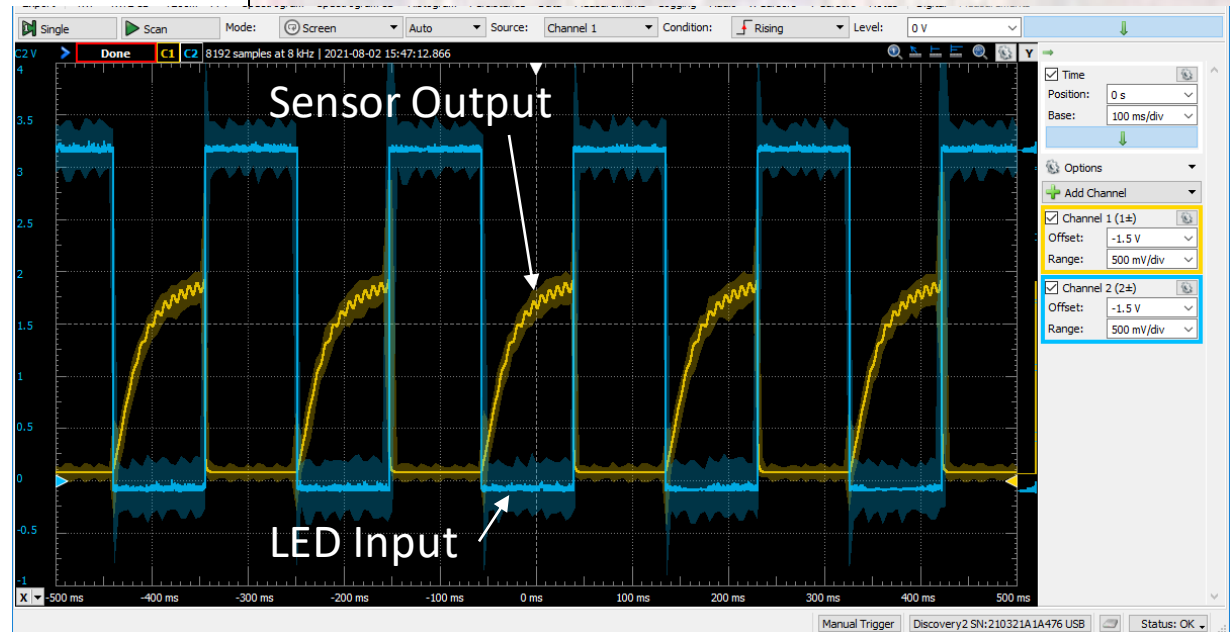 Single Scan Mode: Screen Auto Source: Channel 1 Condition: Rising Level: 0 V
C2 V Done C1 C2 8192 samples at 8 kHz | 2021-08-02 15:47:12.866 Y
4
3.5
3
2.5
2
1.5
1
0.5
0
-0.5
-1
Sensor Output
LED Input
X -500 ms -400 ms -300 ms -200 ms -100 ms 0 ms 100 ms 200 ms 300 ms 400 ms 500 ms
Time
Position: 0 s
Base: 100 ms/div
Options
Add Channel
Channel 1 (1±)
Offset: -1.5 V
Range: 500 mV/div
Channel 2 (2±)
Offset: -1.5 V
Range: 500 mV/div
Manual Trigger Discovery2 SN:210321A1A476 USB Status: OK